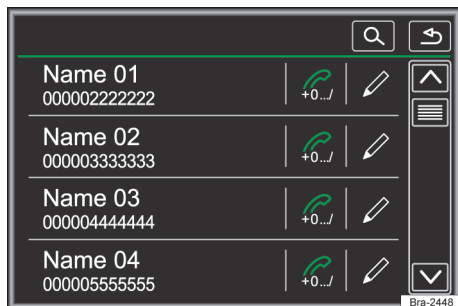 Name 01
000002222222
+0.../
Name 02
000003333333
+0.../
Name 03
000004444444
+0.../
Name 04
000005555555
+0.../
Bra-2448